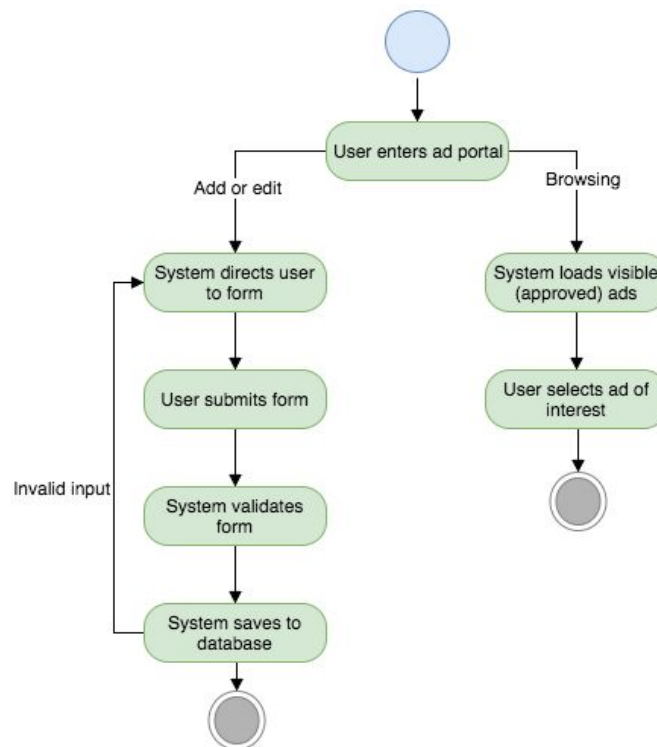 User enters ad portal
Add or edit
Browsing
System directs user
to form
System loads visible
(approved) ads
User submits form
User selects ad of
interest
Invalid input
System validates
form
System saves to
database